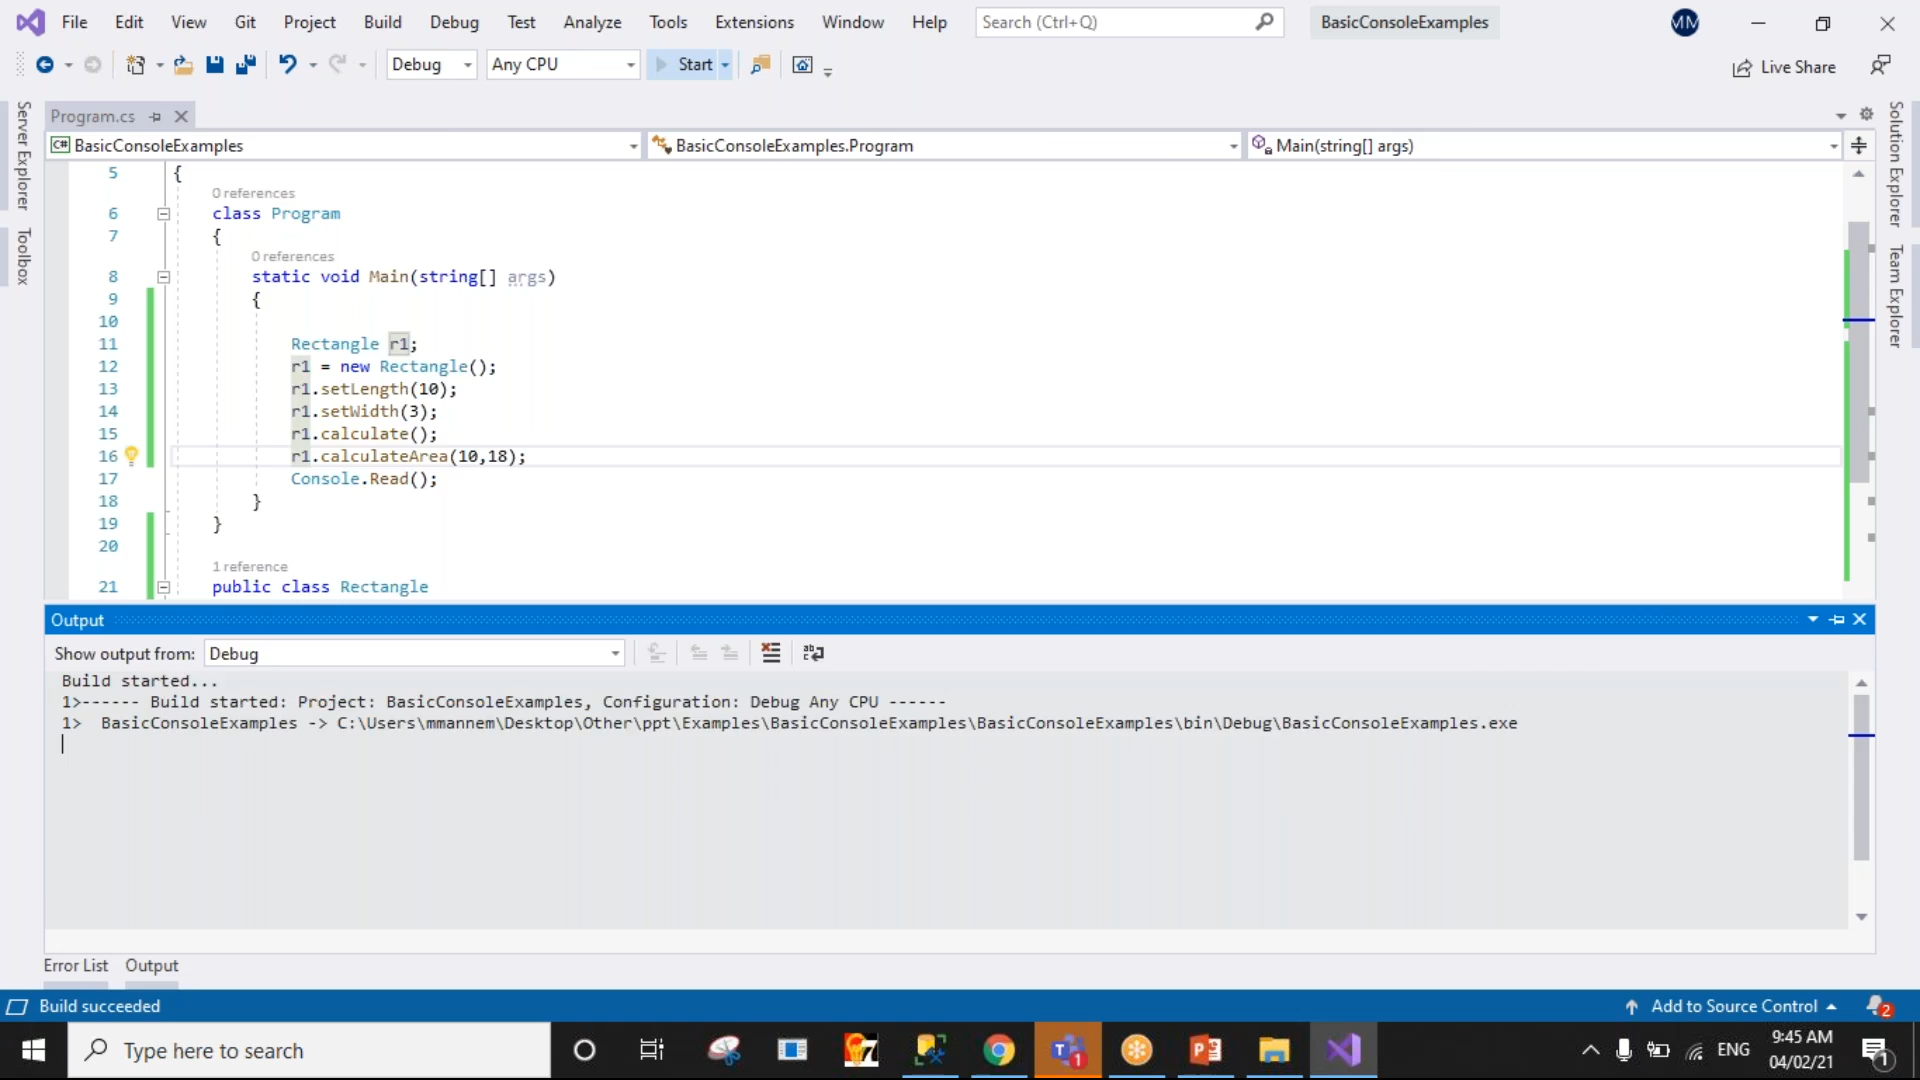 File Edit View Git Project Build Debug Test Analyze Tools Extensions Window Help Search (Ctrl+Q) BasicConsoleExamples MM
Debug Any CPU Start Live Share
Server Explorer
Toolbox
Solution Explorer
Team Explorer
Program.cs
C# BasicConsoleExamples BasicConsoleExamples.Program Main(string[] args)
5 {
0 references
6 class Program
7 {
0 references
8 static void Main(string[] args)
9 {
10
11 Rectangle r1;
12 r1 = new Rectangle();
13 r1.setLength(10);
14 r1.setWidth(3);
15 r1.calculate();
16 r1.calculateArea(10,18);
17 Console.Read();
18 }
19 }
20
1 reference
21 public class Rectangle
Output
Show output from: Debug
Build started...
1>------ Build started: Project: BasicConsoleExamples, Configuration: Debug Any CPU ------
1>  BasicConsoleExamples -> C:\Users\mmannem\Desktop\Other\ppt\Examples\BasicConsoleExamples\BasicConsoleExamples\bin\Debug\BasicConsoleExamples.exe
Error List Output
Build succeeded Add to Source Control 2
Type here to search ENG 9:45 AM
04/02/21 1